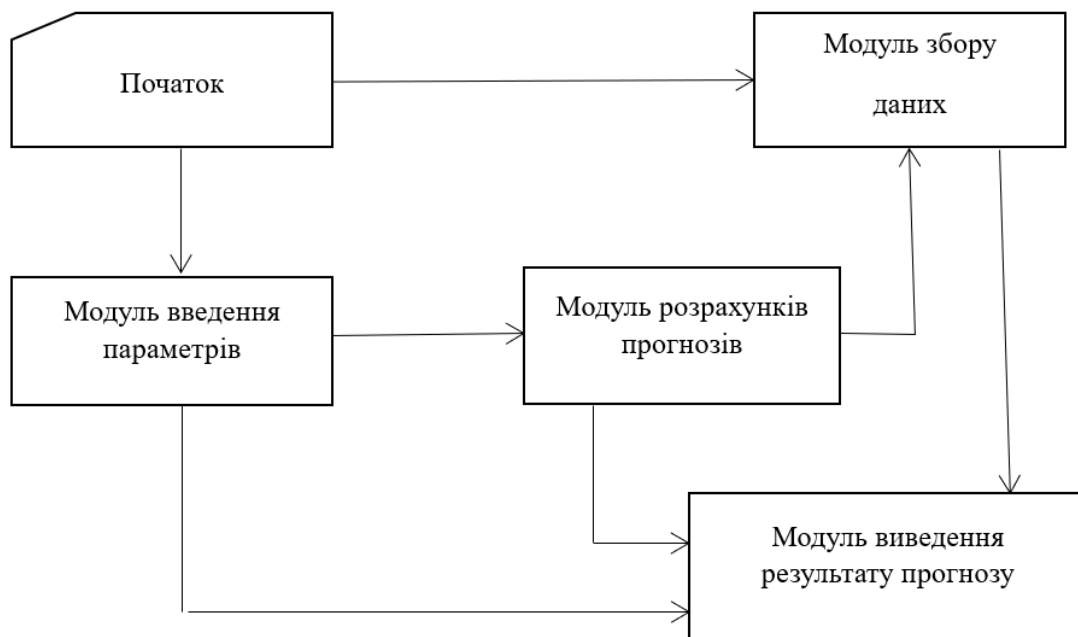 Початок
Модуль збору
даних
Модуль введення
параметрів
Модуль розрахунків
прогнозів
Модуль виведення
результату прогнозу